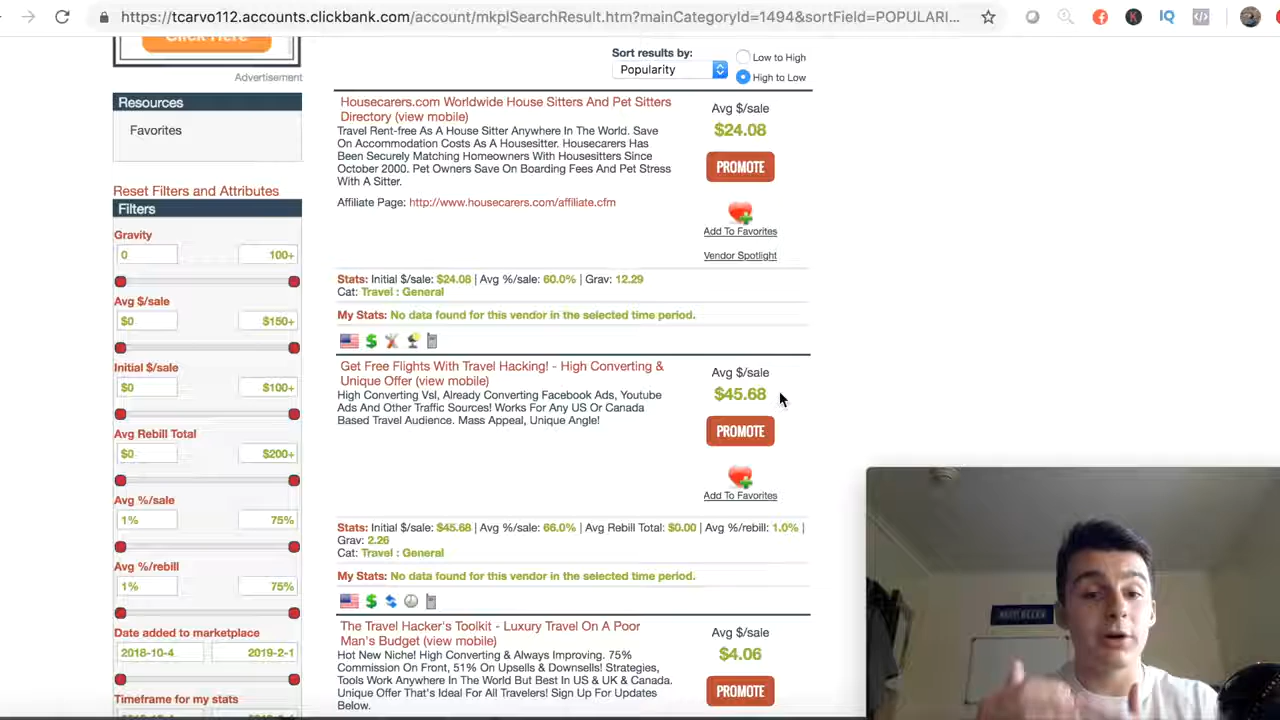 https://tcarvo112.accounts.clickbank.com/account/mkplSearchResult.htm?mainCategoryId=1494&sortField=POPULARI...
Click Here
Advertisement
Resources
Favorites
Reset Filters and Attributes
Filters
Gravity
0 100+
Avg $/sale
$0 $150+
Initial $/sale
$0 $100+
Avg Rebill Total
$0 $200+
Avg %/sale
1% 75%
Avg %/rebill
1% 75%
Date added to marketplace
2018-10-4 2019-2-1
Timeframe for my stats
Sort results by:
Popularity
Low to High
High to Low
Housecarers.com Worldwide House Sitters And Pet Sitters
Directory (view mobile)
Travel Rent-free As A House Sitter Anywhere In The World. Save
On Accommodation Costs As A Housesitter. Housecarers Has
Been Securely Matching Homeowners With Housesitters Since
October 2000. Pet Owners Save On Boarding Fees And Pet Stress
With A Sitter.
Affiliate Page: http://www.housecarers.com/affiliate.cfm
Avg $/sale
$24.08
PROMOTE
Add To Favorites
Vendor Spotlight
Stats: Initial $/sale: $24.08 | Avg %/sale: 60.0% | Grav: 12.29
Cat: Travel : General
My Stats: No data found for this vendor in the selected time period.
Get Free Flights With Travel Hacking! - High Converting &
Unique Offer (view mobile)
High Converting Vsl, Already Converting Facebook Ads, Youtube
Ads And Other Traffic Sources! Works For Any US Or Canada
Based Travel Audience. Mass Appeal, Unique Angle!
Avg $/sale
$45.68
PROMOTE
Add To Favorites
Stats: Initial $/sale: $45.68 | Avg %/sale: 66.0% | Avg Rebill Total: $0.00 | Avg %/rebill: 1.0% |
Grav: 2.26
Cat: Travel : General
My Stats: No data found for this vendor in the selected time period.
The Travel Hacker's Toolkit - Luxury Travel On A Poor
Man's Budget (view mobile)
Hot New Niche! High Converting & Always Improving. 75%
Commission On Front, 51% On Upsells & Downsells! Strategies,
Tools Work Anywhere In The World But Best In US & UK & Canada.
Unique Offer That's Ideal For All Travelers! Sign Up For Updates
Below.
Avg $/sale
$4.06
PROMOTE